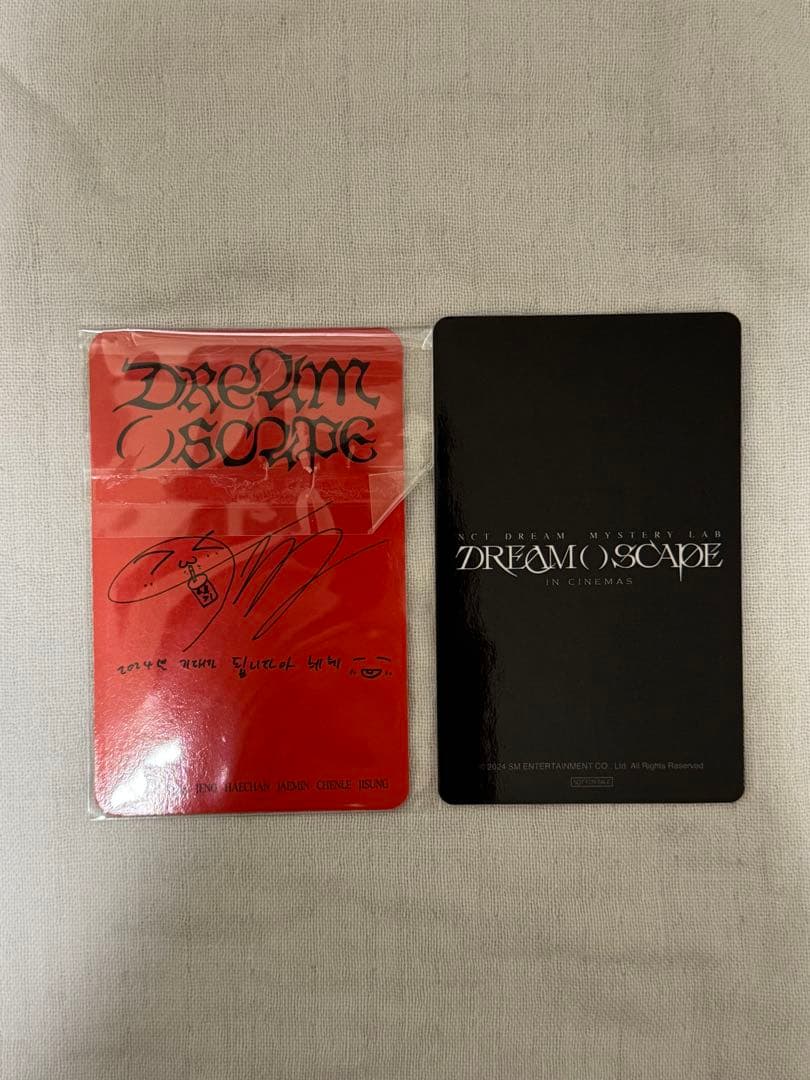 DREAM
( )SCAPE
2024년 기대가 됩니다아 쒸쒸
JENO HAECHAN JAEMIN CHENLE JISUNG
NCT DREAM MYSTERY LAB
DREAM( )SCAPE
IN CINEMAS
© 2024 SM ENTERTAINMENT CO., Ltd. All Rights Reserved.
NOT FOR SALE